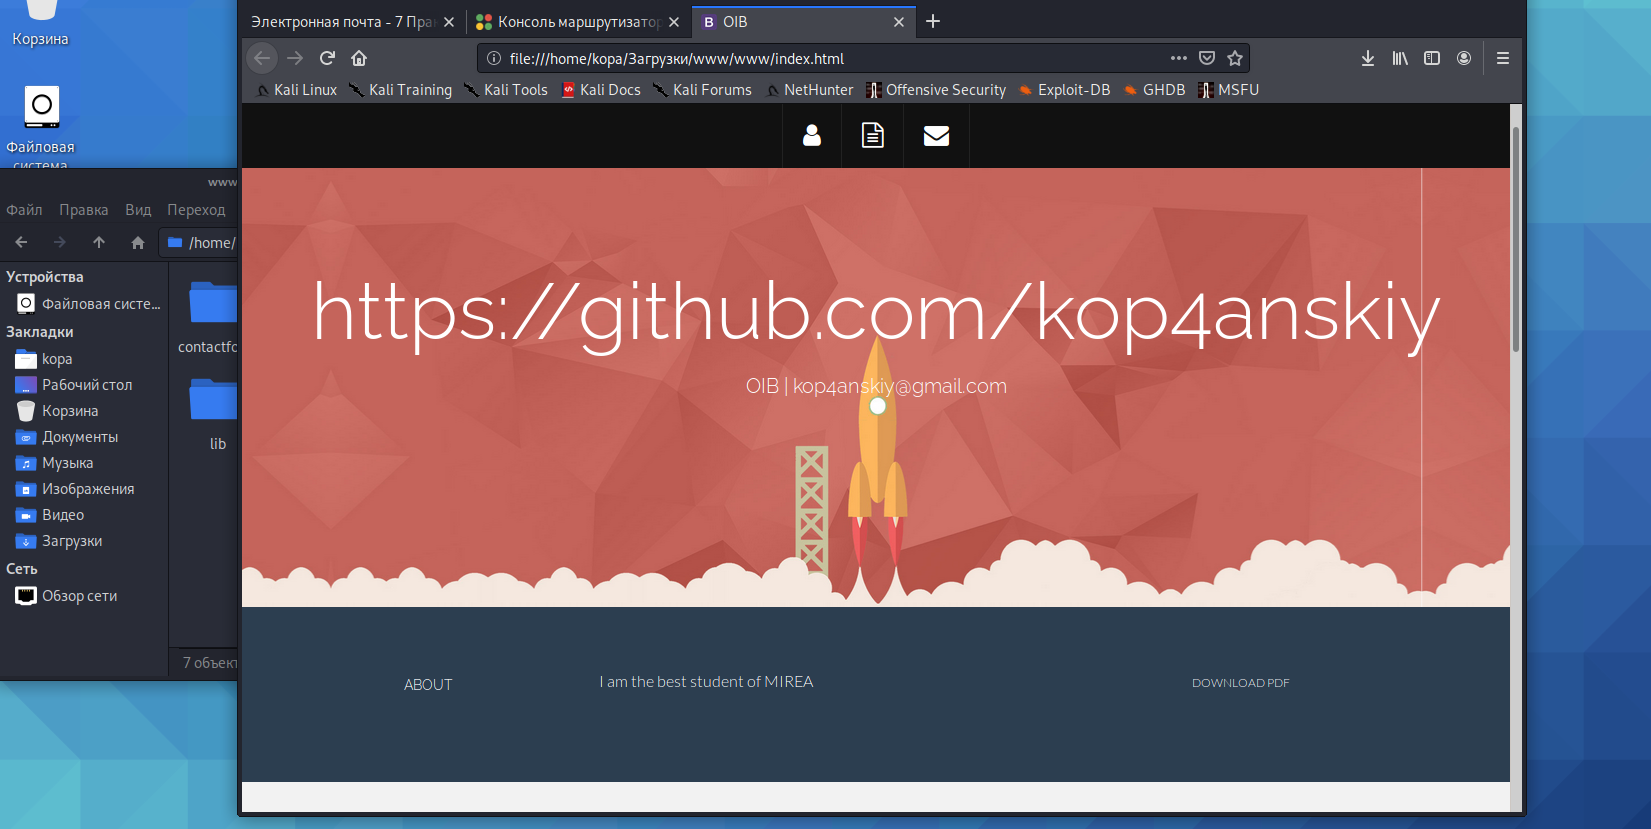 Корзина
Файловая
система
Электронная почта - 7 Пра
Консоль маршрутизатор
OIB
file:///home/kopa/Загрузки/www/www/index.html
Kali Linux Kali Training Kali Tools Kali Docs Kali Forums NetHunter Offensive Security Exploit-DB GHDB MSFU
www
Файл Правка Вид Переход
/home/
Устройства
Файловая систе...
Закладки
kopa
Рабочий стол
Корзина
Документы
Музыка
Изображения
Видео
Загрузки
Сеть
Обзор сети
contactfo
lib
7 объект
https://github.com/kop4anskiy
OIB | kop4anskiy@gmail.com
ABOUT
I am the best student of MIREA
DOWNLOAD PDF